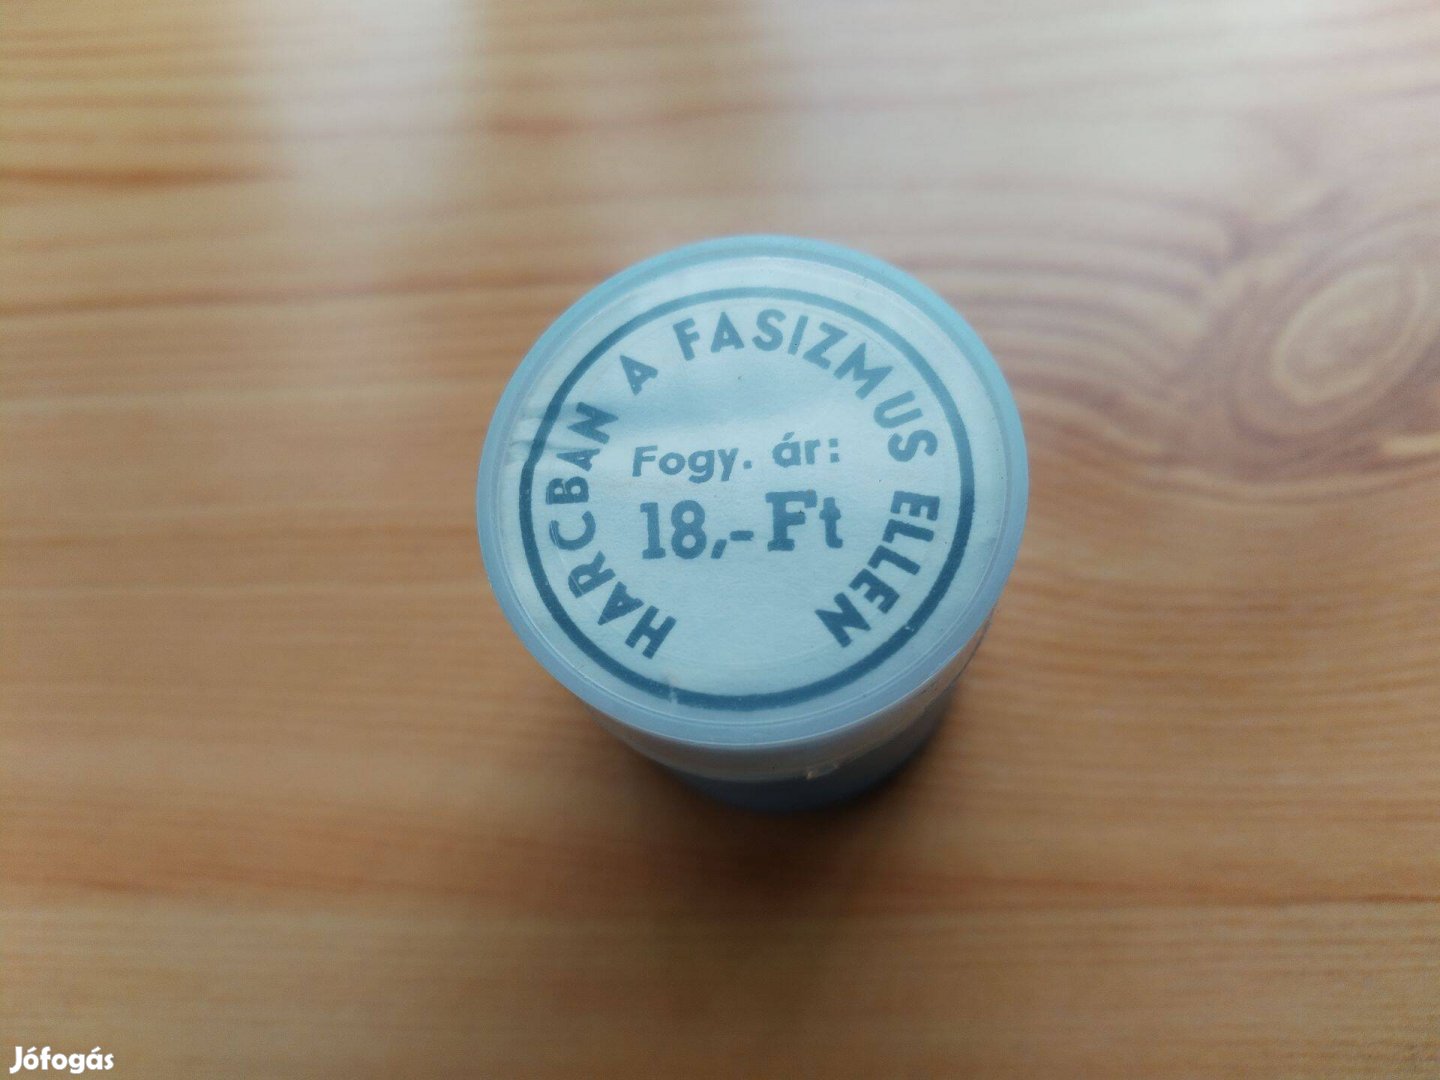 HARCBAN A FASIZMUS ELLEN
Fogy. ár:
18,-Ft
Jófogás